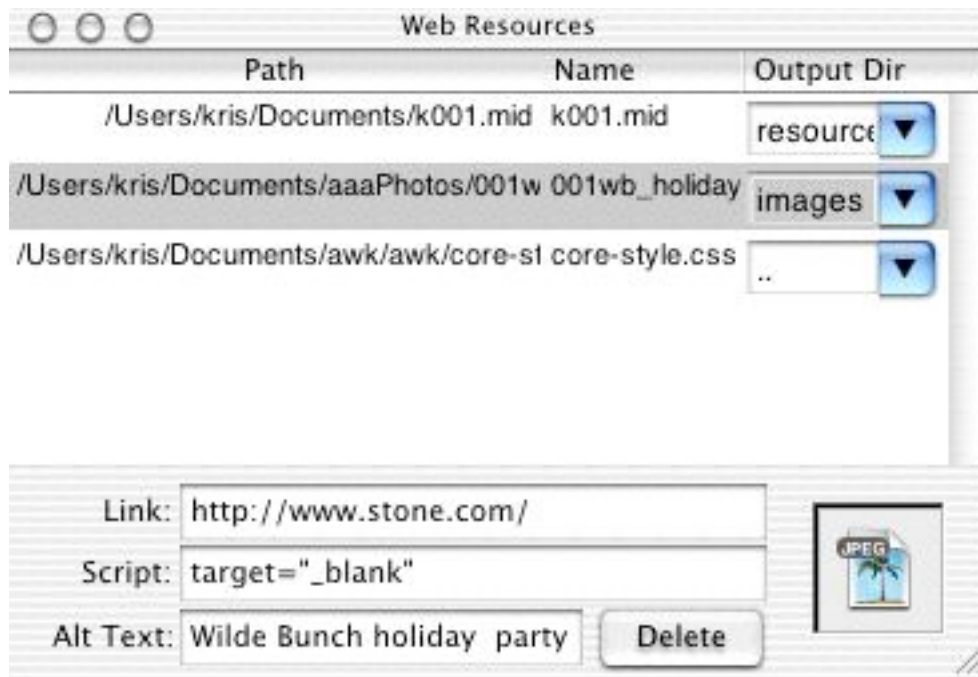 Web Resources
Path Name Output Dir
/Users/kris/Documents/k001.mid k001.mid resource
/Users/kris/Documents/aaaPhotos/001w 001wb_holiday images
/Users/kris/Documents/awk/awk/core-st core-style.css ..
Link: http://www.stone.com/
Script: target="_blank"
Alt Text: Wilde Bunch holiday party Delete
JPEG